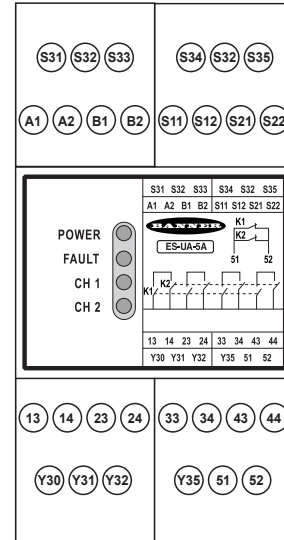 S31 S32 S33 S34 S32 S35
A1 A2 B1 B2 S11 S12 S21 S22
S31 S32 S33 S34 S32 S35
A1 A2 B1 B2 S11 S12 S21 S22
BANNER
ES-UA-5A
K1
K2
51 52
POWER
FAULT
CH 1
CH 2
K1 K2
13 14 23 24 33 34 43 44
Y30 Y31 Y32 Y35 51 52
13 14 23 24 33 34 43 44
Y30 Y31 Y32 Y35 51 52